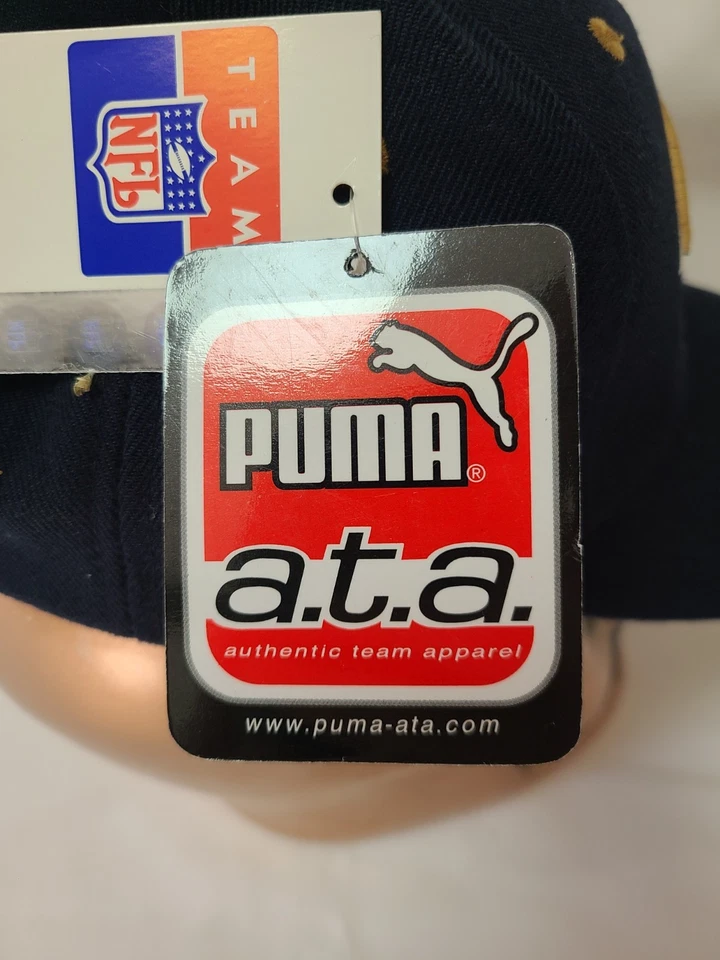 TEAM
NFL
PUMA®
a.t.a.
authentic team apparel
www.puma-ata.com